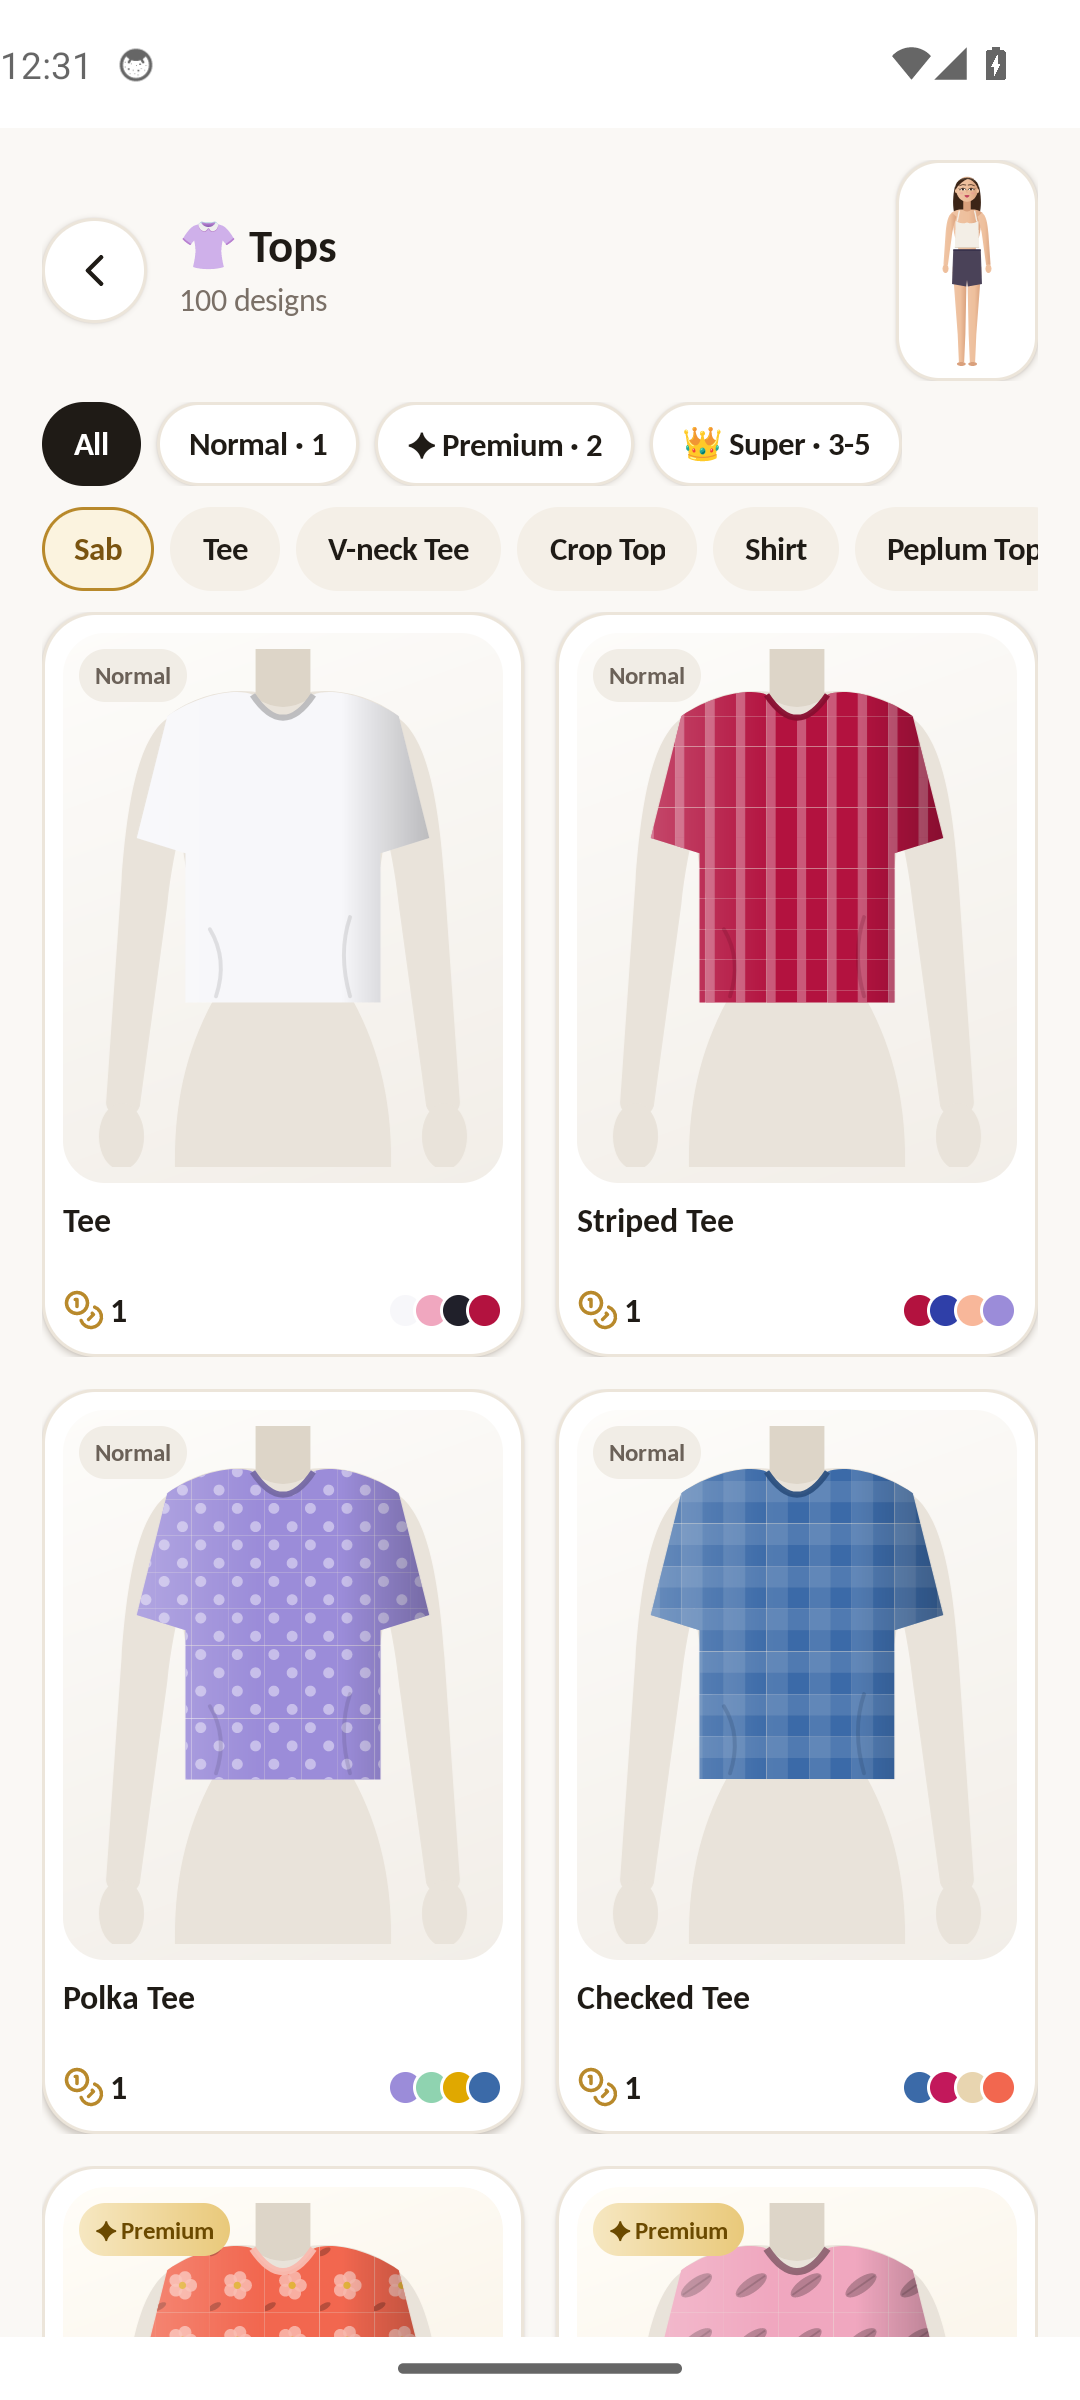 12:31
Tops
100 designs
All
Normal · 1
Premium · 2
Super · 3-5
Sab
Tee
V-neck Tee
Crop Top
Shirt
Peplum Top
Normal
Normal
Tee
Striped Tee
1
1
Normal
Normal
Polka Tee
Checked Tee
1
1
Premium
Premium